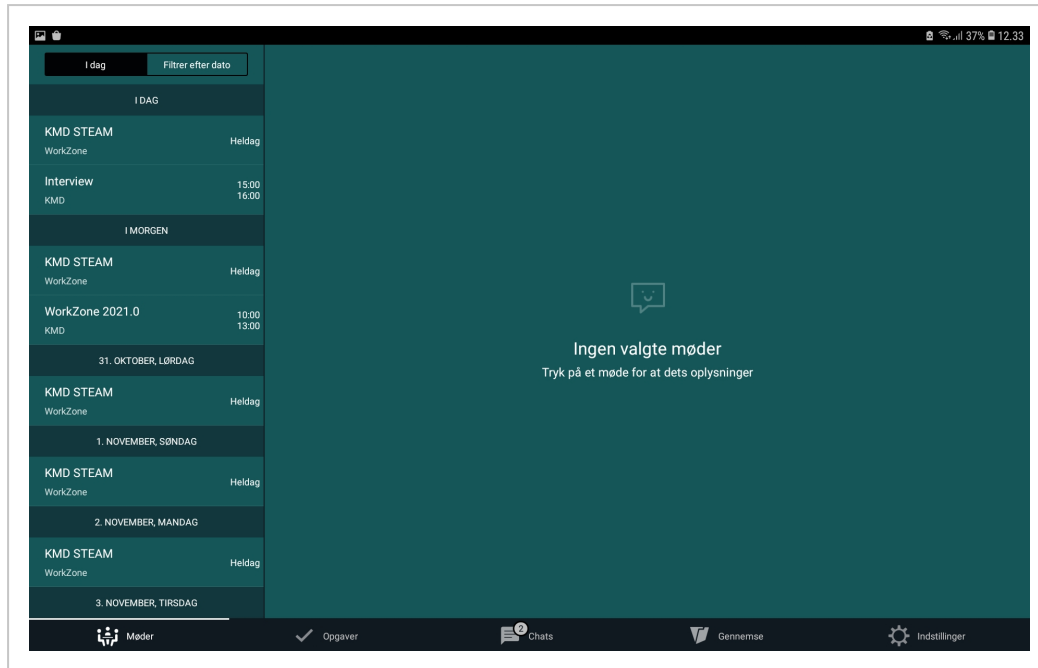 37% 12.33
I dag
Filtrer efter dato
I DAG
KMD STEAM
WorkZone
Heldag
Interview
KMD
15:00
16:00
I MORGEN
KMD STEAM
WorkZone
Heldag
WorkZone 2021.0
KMD
10:00
13:00
31. OKTOBER, LØRDAG
KMD STEAM
WorkZone
Heldag
1. NOVEMBER, SØNDAG
KMD STEAM
WorkZone
Heldag
2. NOVEMBER, MANDAG
KMD STEAM
WorkZone
Heldag
3. NOVEMBER, TIRSDAG
Ingen valgte møder
Tryk på et møde for at dets oplysninger
Møder
Opgaver
2
Chats
Gennemse
Indstillinger